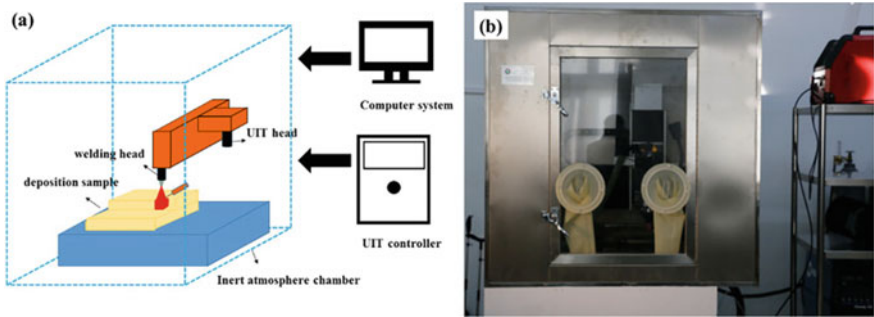 (a)
Computer system
UIT head
welding head
deposition sample
UIT controller
Inert atmosphere chamber
(b)